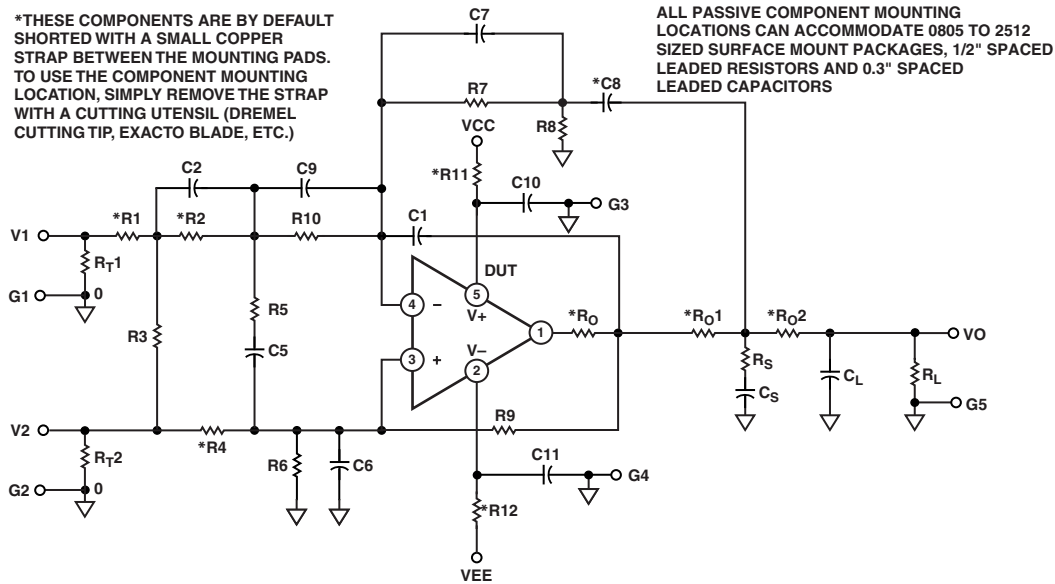 *THESE COMPONENTS ARE BY DEFAULT
SHORTED WITH A SMALL COPPER
STRAP BETWEEN THE MOUNTING PADS.
TO USE THE COMPONENT MOUNTING
LOCATION, SIMPLY REMOVE THE STRAP
WITH A CUTTING UTENSIL (DREMEL
CUTTING TIP, EXACTO BLADE, ETC.)
ALL PASSIVE COMPONENT MOUNTING
LOCATIONS CAN ACCOMMODATE 0805 TO 2512
SIZED SURFACE MOUNT PACKAGES, 1/2" SPACED
LEADED RESISTORS AND 0.3" SPACED
LEADED CAPACITORS
C7
R7
*C8
R8
VCC
*R11
C10
G3
C2
C9
*R1
*R2
R10
C1
V1
RT1
G1
0
R3
R5
C5
DUT
5
V+
4
–
3
+
V–
2
1
*RO
*RO1
*RO2
VO
RS
CS
CL
RL
G5
V2
RT2
G2
0
*R4
R6
C6
R9
C11
G4
*R12
VEE